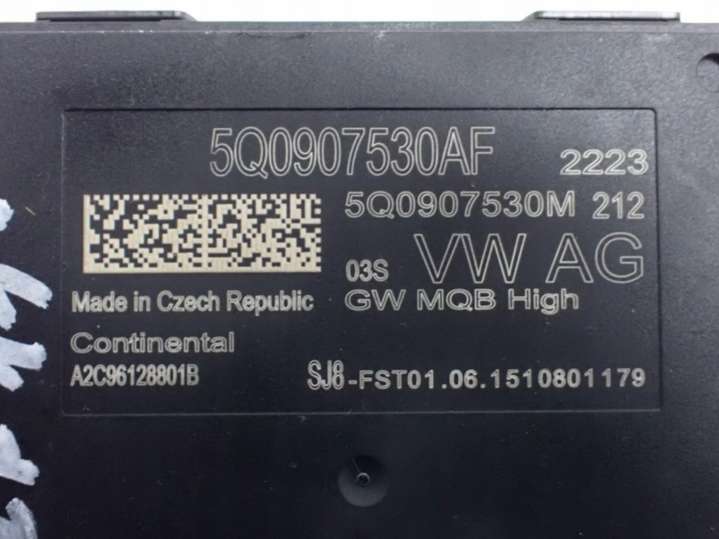 5Q0907530AF 2223
5Q0907530M 212
03S VW AG
Made in Czech Republic GW MQB High
Continental
A2C96128801B SJ8-FST01.06.1510801179